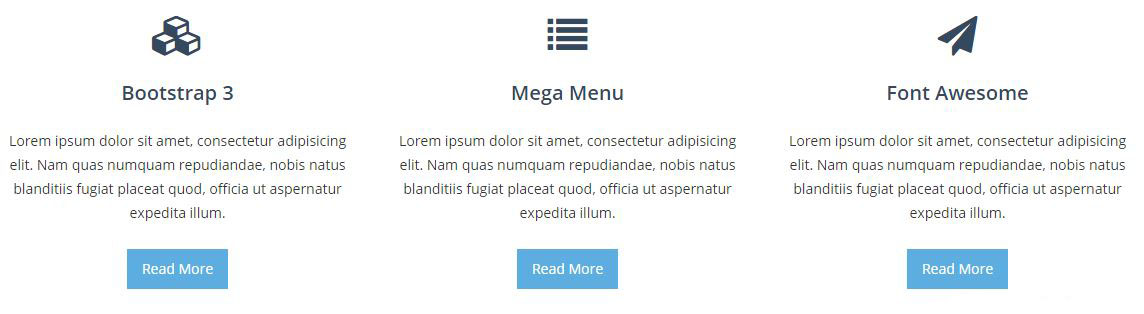 Bootstrap 3
Lorem ipsum dolor sit amet, consectetur adipisicing
elit. Nam quas numquam repudiandae, nobis natus
blanditiis fugiat placeat quod, officia ut aspernatur
expedita illum.
Read More
Mega Menu
Lorem ipsum dolor sit amet, consectetur adipisicing
elit. Nam quas numquam repudiandae, nobis natus
blanditiis fugiat placeat quod, officia ut aspernatur
expedita illum.
Read More
Font Awesome
Lorem ipsum dolor sit amet, consectetur adipisicing
elit. Nam quas numquam repudiandae, nobis natus
blanditiis fugiat placeat quod, officia ut aspernatur
expedita illum.
Read More